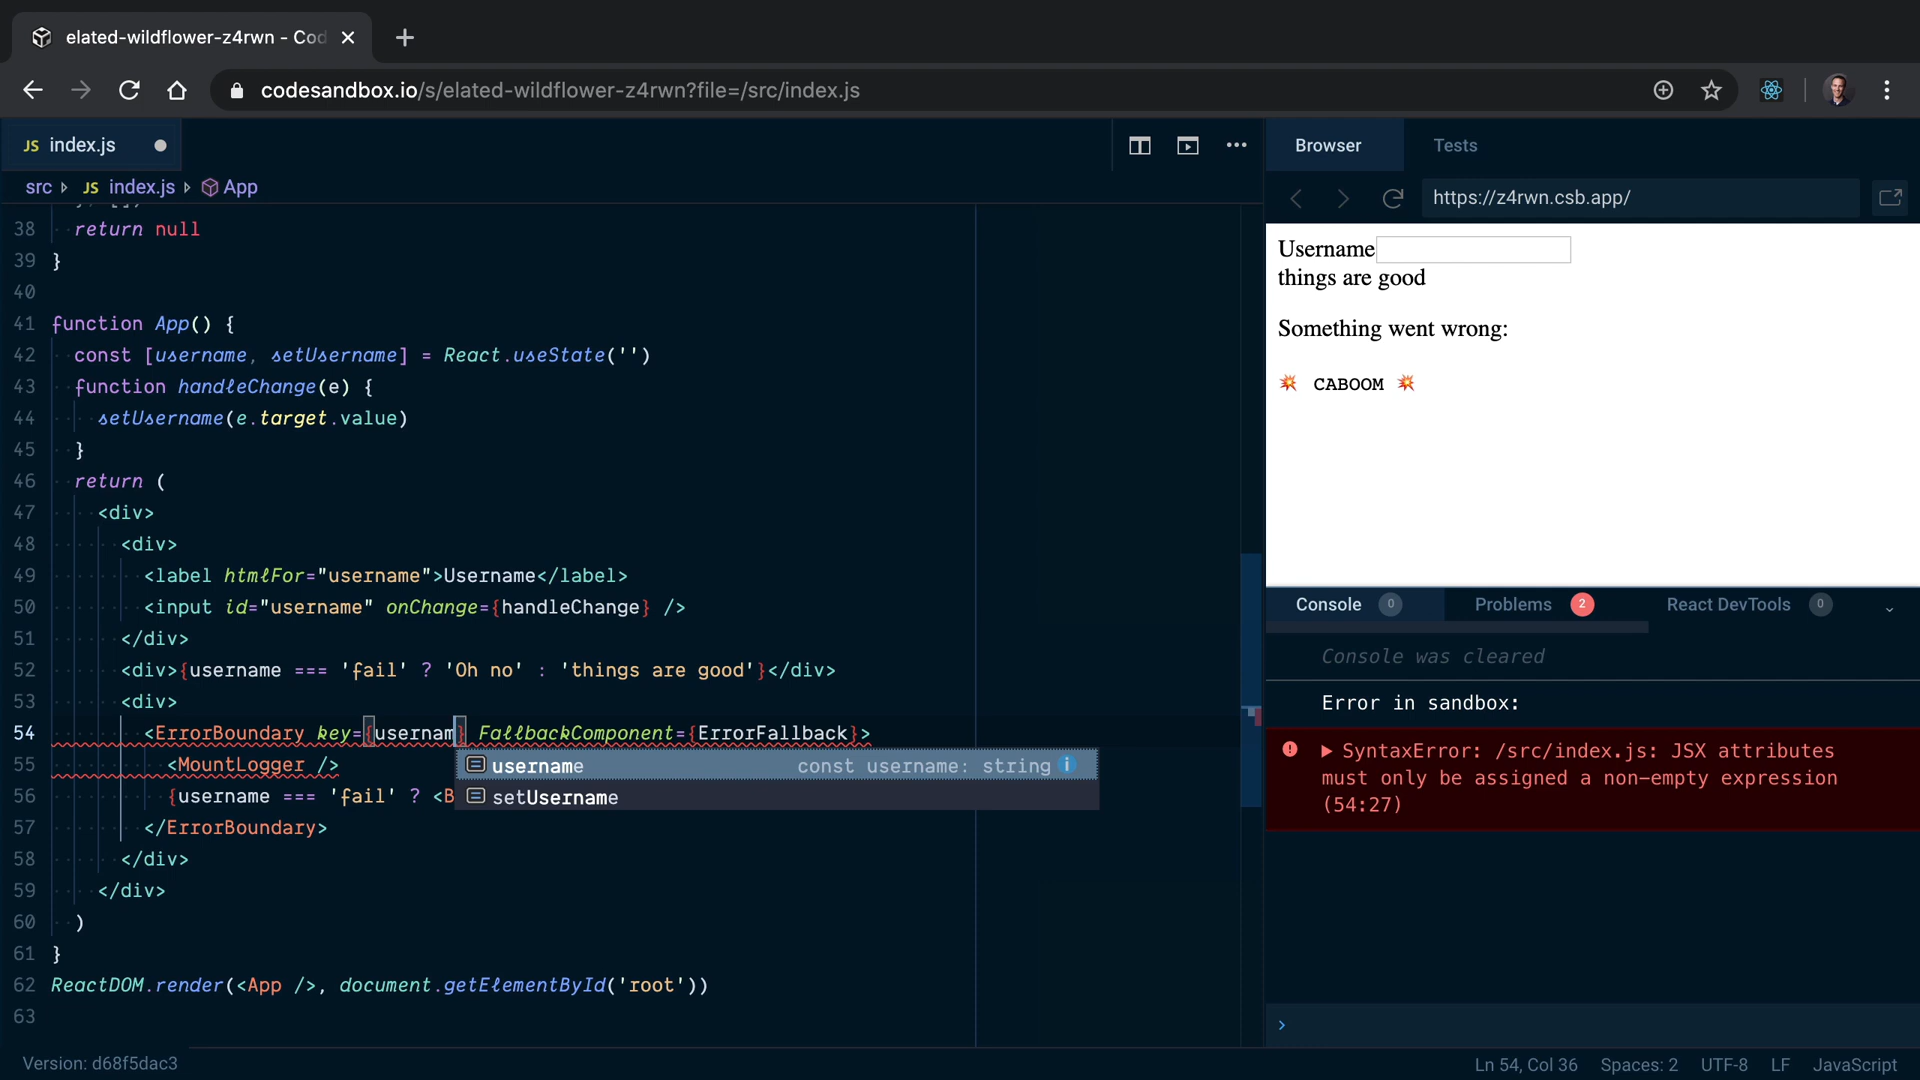 elated-wildflower-z4rwn - Cod
codesandbox.io/s/elated-wildflower-z4rwn?file=/src/index.js
JS index.js
src JS index.js App
38 return null
39 }
40
41 function App() {
42 const [username, setUsername] = React.useState('')
43 function handleChange(e) {
44 setUsername(e.target.value)
45 }
46 return (
47 <div>
48 <div>
49 <label htmlFor="username">Username</label>
50 <input id="username" onChange={handleChange} />
51 </div>
52 <div>{username === 'fail' ? 'Oh no' : 'things are good'}</div>
53 <div>
54 <ErrorBoundary key={usernam} FallbackComponent={ErrorFallback}>
55 <MountLogger />
username const username: string
56 {username === 'fail' ? <B
setUsername
57 </ErrorBoundary>
58 </div>
59 </div>
60 )
61 }
62 ReactDOM.render(<App />, document.getElementById('root'))
63
Version: d68f5dac3
Browser Tests
https://z4rwn.csb.app/
Username
things are good
Something went wrong:
💥 CABOOM 💥
Console 0 Problems 2 React DevTools 0
Console was cleared
Error in sandbox:
SyntaxError: /src/index.js: JSX attributes
must only be assigned a non-empty expression
(54:27)
Ln 54, Col 36 Spaces: 2 UTF-8 LF JavaScript